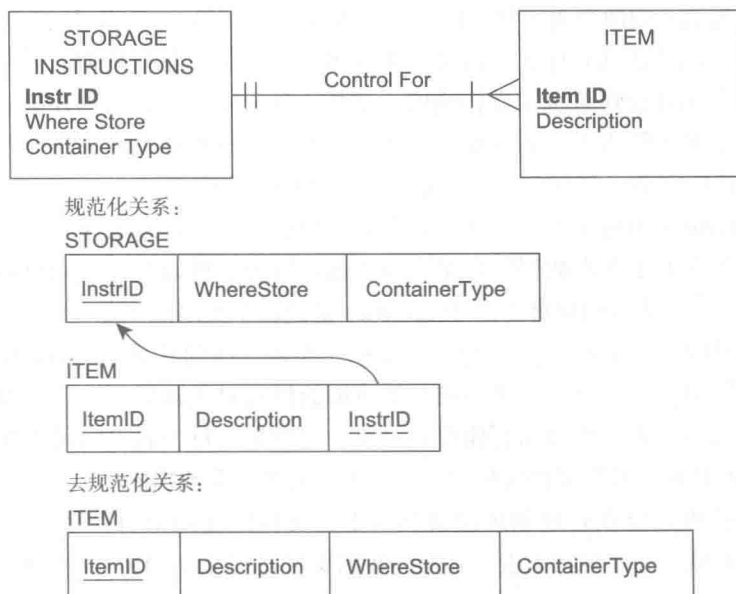 STORAGE
INSTRUCTIONS
Instr ID
Where Store
Container Type
Control For
ITEM
Item ID
Description
规范化关系：
STORAGE
InstrID WhereStore ContainerType
ITEM
ItemID Description InstrID
去规范化关系：
ITEM
ItemID Description WhereStore ContainerType